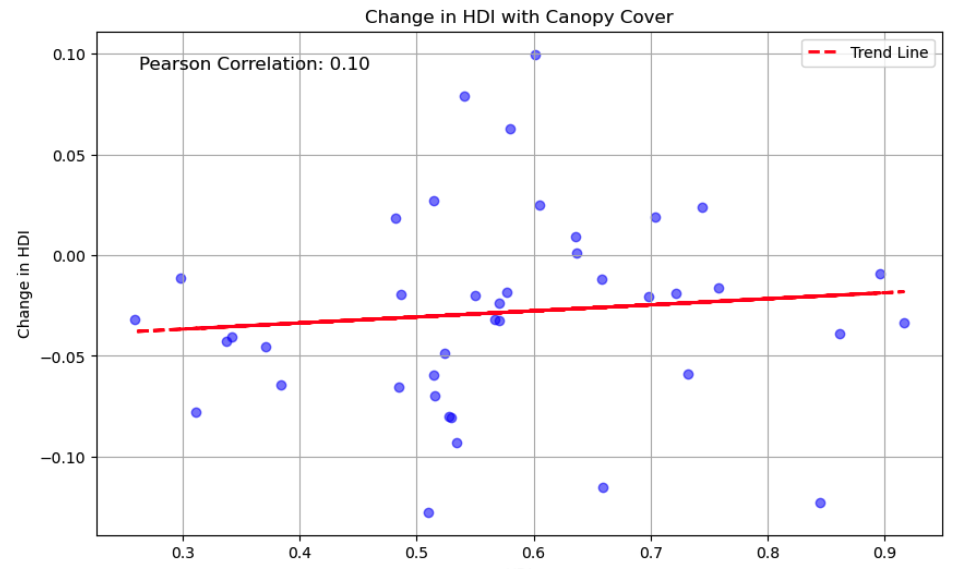 Change in HDI with Canopy Cover
Pearson Correlation: 0.10
Trend Line
Change in HDI
0.10
0.05
0.00
−0.05
−0.10
0.3 0.4 0.5 0.6 0.7 0.8 0.9